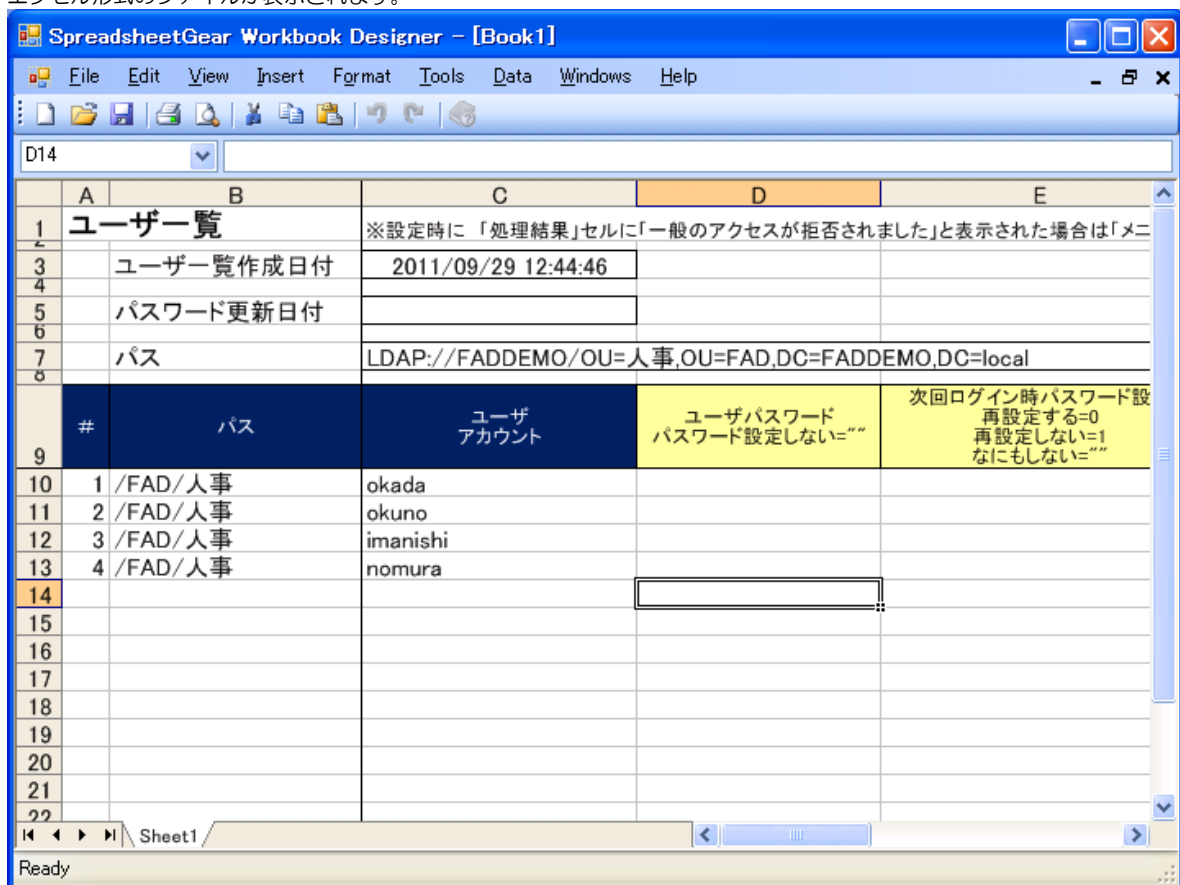 エクセル形式のファイルが表示されます。
SpreadsheetGear Workbook Designer - [Book1]
File Edit View Insert Format Tools Data Windows Help
D14
A B C D E
1 ユーザ一覧 ※設定時に 「処理結果」セルに「一般のアクセスが拒否されました」と表示された場合は「メニ
2
3 ユーザ一覧作成日付 2011/09/29 12:44:46
4
5 パスワード更新日付
6
7 パス LDAP://FADDEMO/OU=人事,OU=FAD,DC=FADDEMO,DC=local
8
9 # パス ユーザ
アカウント
ユーザパスワード
パスワード設定しない=""
次回ログイン時パスワード設
再設定する=0
再設定しない=1
なにもしない=""
10 1 /FAD/人事 okada
11 2 /FAD/人事 okuno
12 3 /FAD/人事 imanishi
13 4 /FAD/人事 nomura
14
15
16
17
18
19
20
21
22
Sheet1
Ready